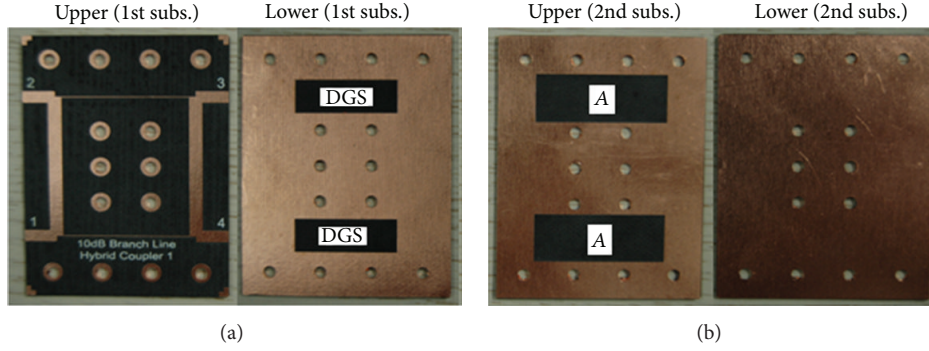 Upper (1st subs.) Lower (1st subs.) Upper (2nd subs.) Lower (2nd subs.)
2 3
DGS
A
1 4
10dB Branch Line
Hybrid Coupler 1
DGS
A
(a) (b)